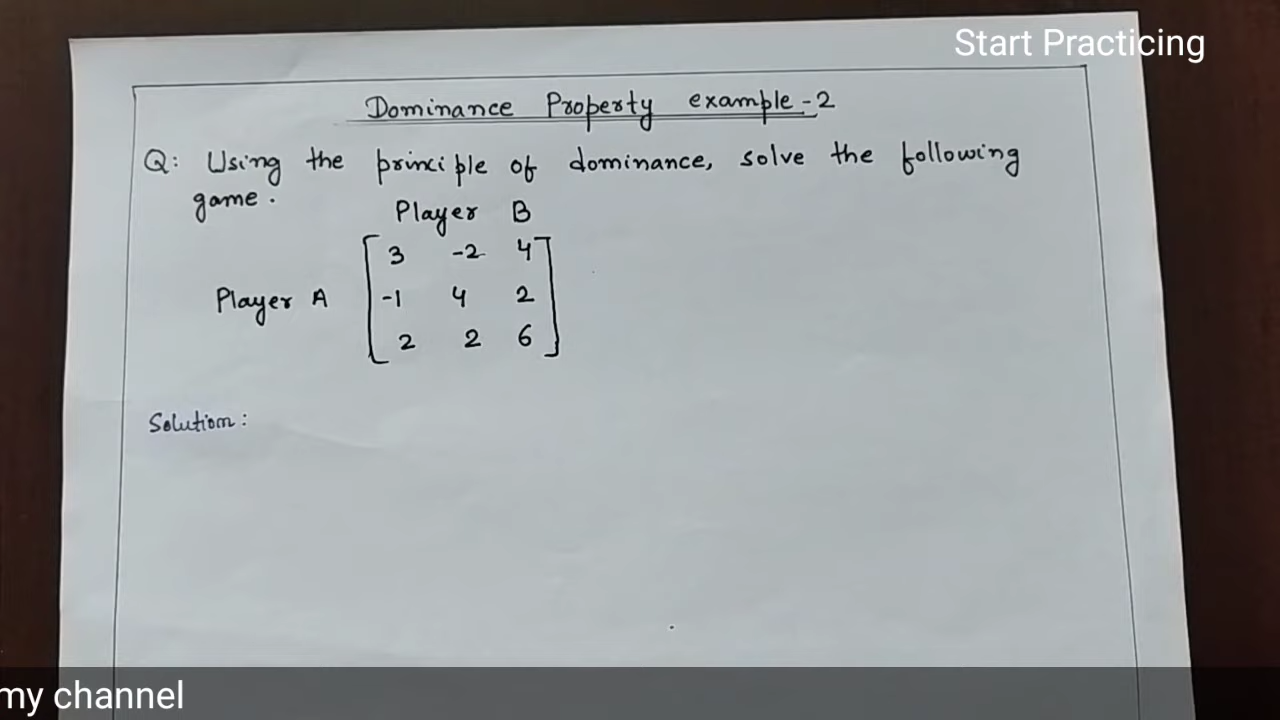 Start Practicing
Dominance Property example-2
Q: Using the principle of dominance, solve the following
game.
Player B
3 -2 4
Player A -1 4 2
2 2 6
Solution:
my channel